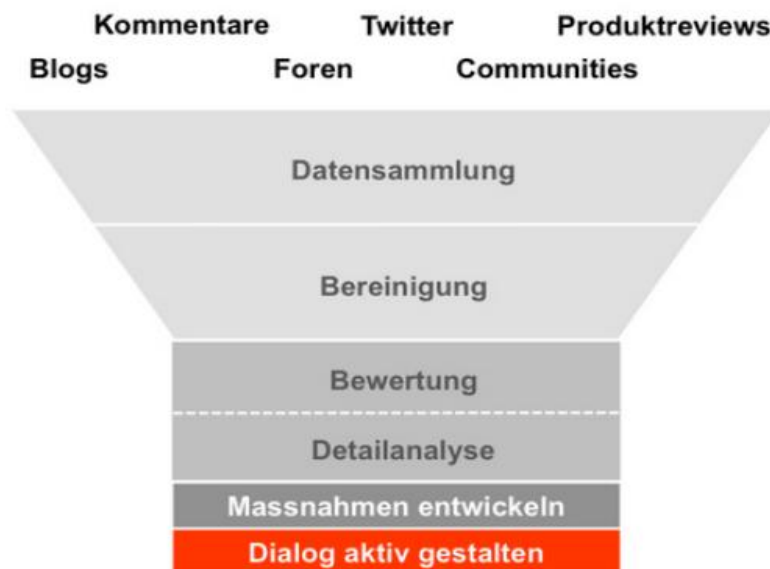 Kommentare Twitter Produktreviews
Blogs Foren Communities
Datensammlung
Bereinigung
Bewertung
Detailanalyse
Massnahmen entwickeln
Dialog aktiv gestalten